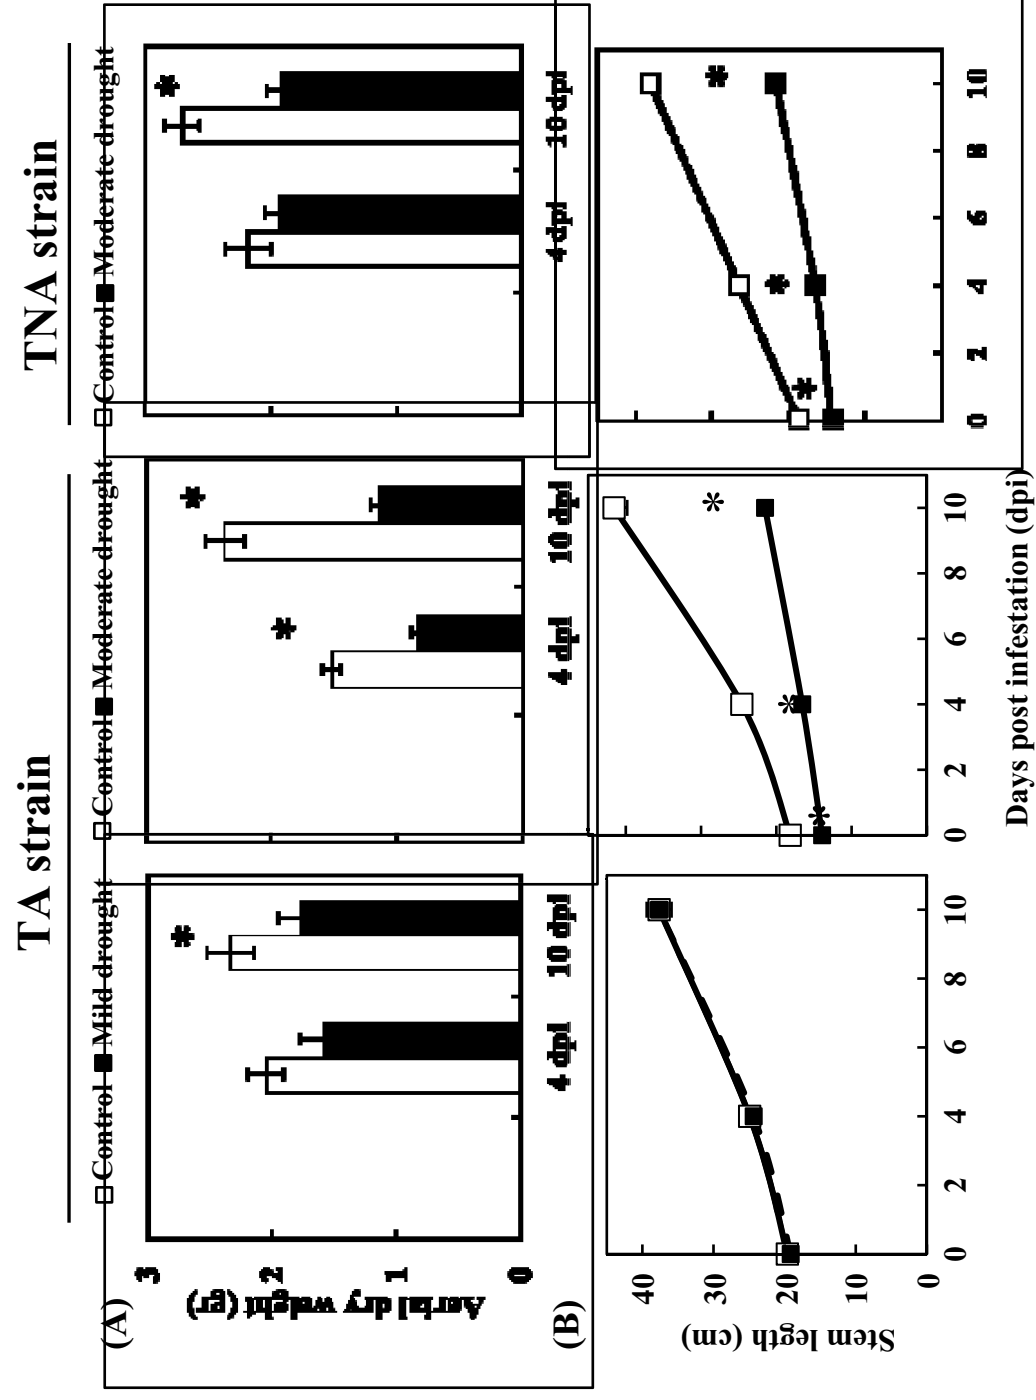 TA strain
TNA strain
Control Mild drought
Control Moderate drought
Control Moderate drought
(A)
Aerial dry weight (gr)
3
2
1
0
4 dpi 10 dpi
4 dpi 10 dpi
4 dpi 10 dpi
*
*
*
*
(B)
Stem legth (cm)
40
30
20
10
0
*
*
*
*
*
*
0 2 4 6 8 10
0 2 4 6 8 10
0 2 4 6 8 10
Days post infestation (dpi)